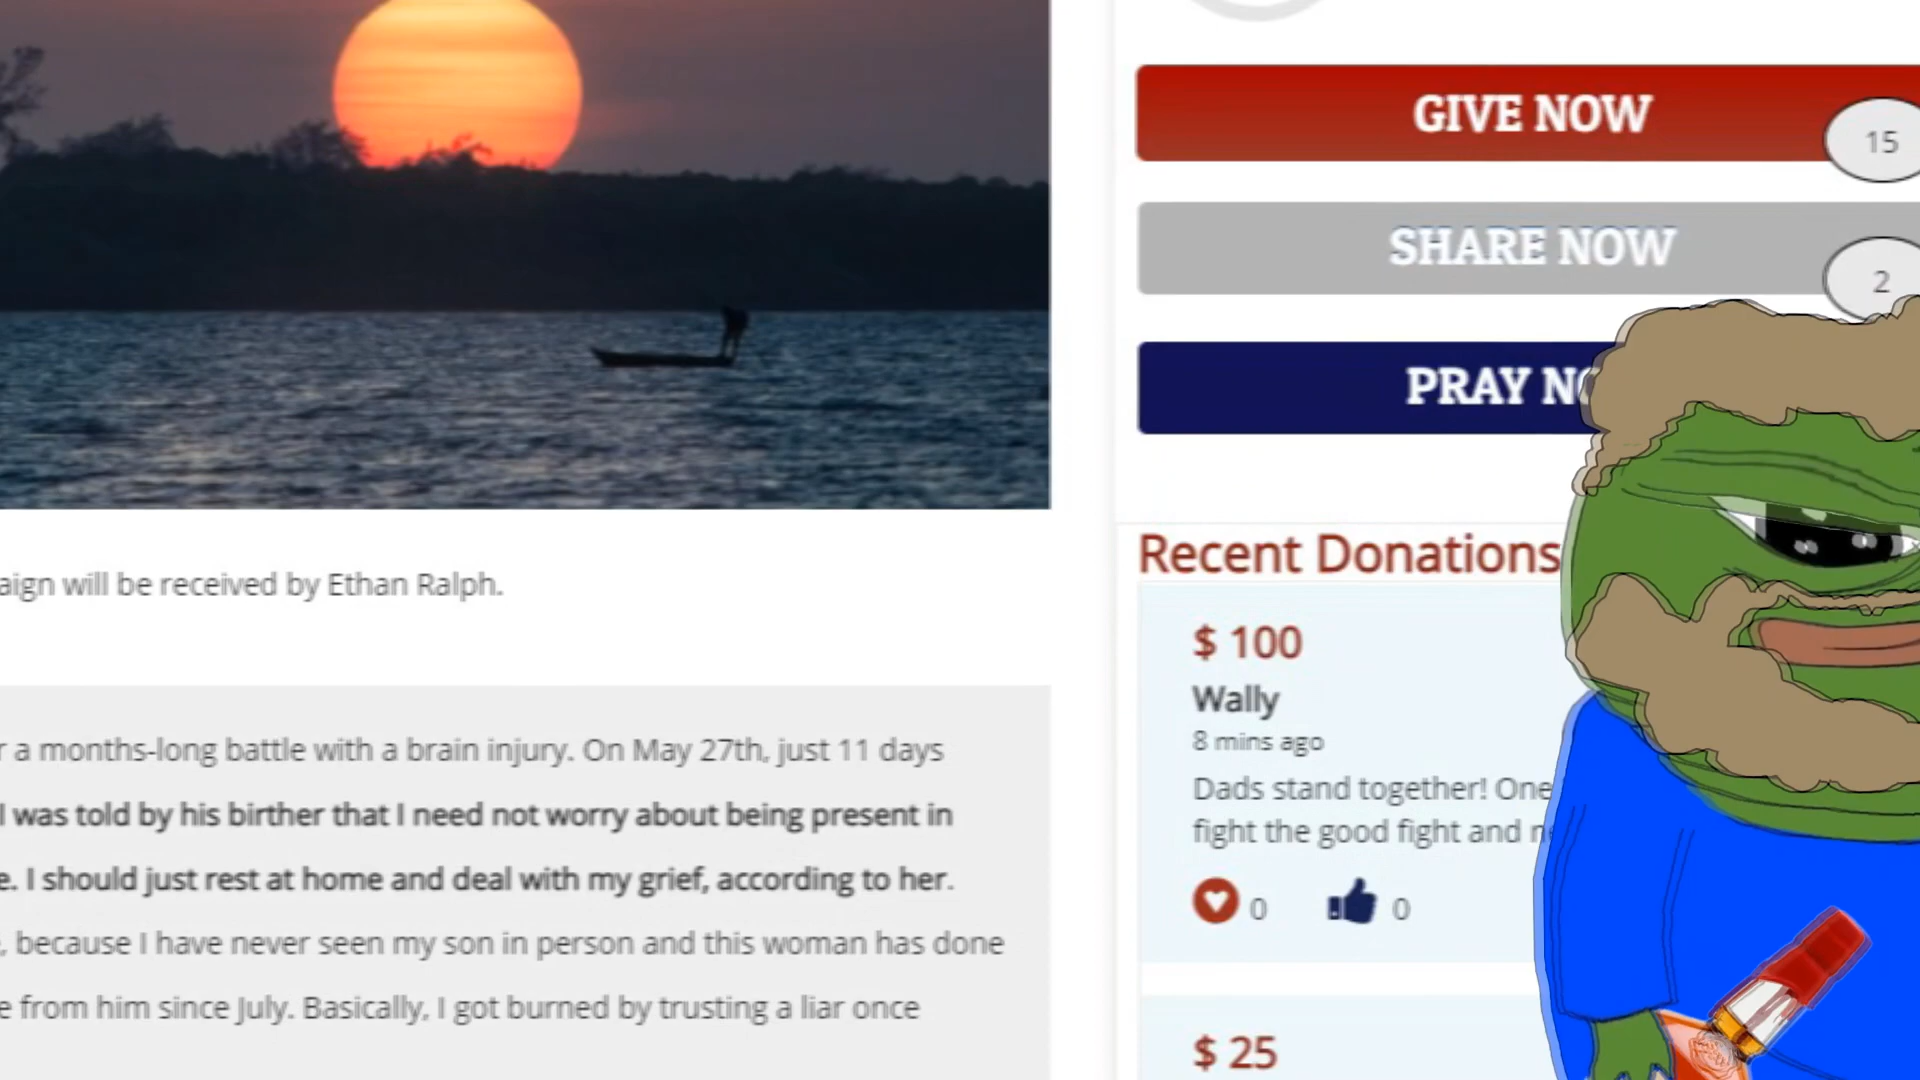 GIVE NOW
15
SHARE NOW
2
PRAY
aign will be received by Ethan Ralph.
Recent Donations
$ 100
Wally
8 mins ago
Dads stand together! One
fight the good fight and
0 0
$ 25
r a months-long battle with a brain injury. On May 27th, just 11 days
I was told by his birther that I need not worry about being present in
e. I should just rest at home and deal with my grief, according to her.
, because I have never seen my son in person and this woman has done
e from him since July. Basically, I got burned by trusting a liar once